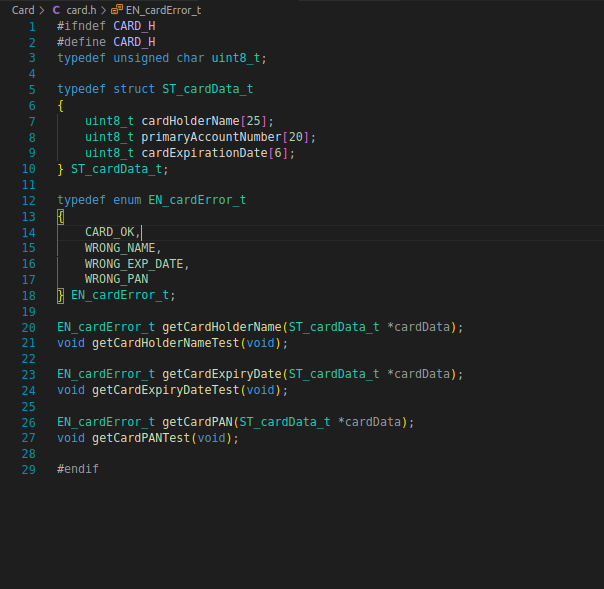 Card > card.h > EN_cardError_t
1 #ifndef CARD_H
2 #define CARD_H
3 typedef unsigned char uint8_t;
4
5 typedef struct ST_cardData_t
6 {
7     uint8_t cardHolderName[25];
8     uint8_t primaryAccountNumber[20];
9     uint8_t cardExpirationDate[6];
10 } ST_cardData_t;
11
12 typedef enum EN_cardError_t
13 {
14     CARD_OK,
15     WRONG_NAME,
16     WRONG_EXP_DATE,
17     WRONG_PAN
18 } EN_cardError_t;
19
20 EN_cardError_t getCardHolderName(ST_cardData_t *cardData);
21 void getCardHolderNameTest(void);
22
23 EN_cardError_t getCardExpiryDate(ST_cardData_t *cardData);
24 void getCardExpiryDateTest(void);
25
26 EN_cardError_t getCardPAN(ST_cardData_t *cardData);
27 void getCardPANTest(void);
28
29 #endif